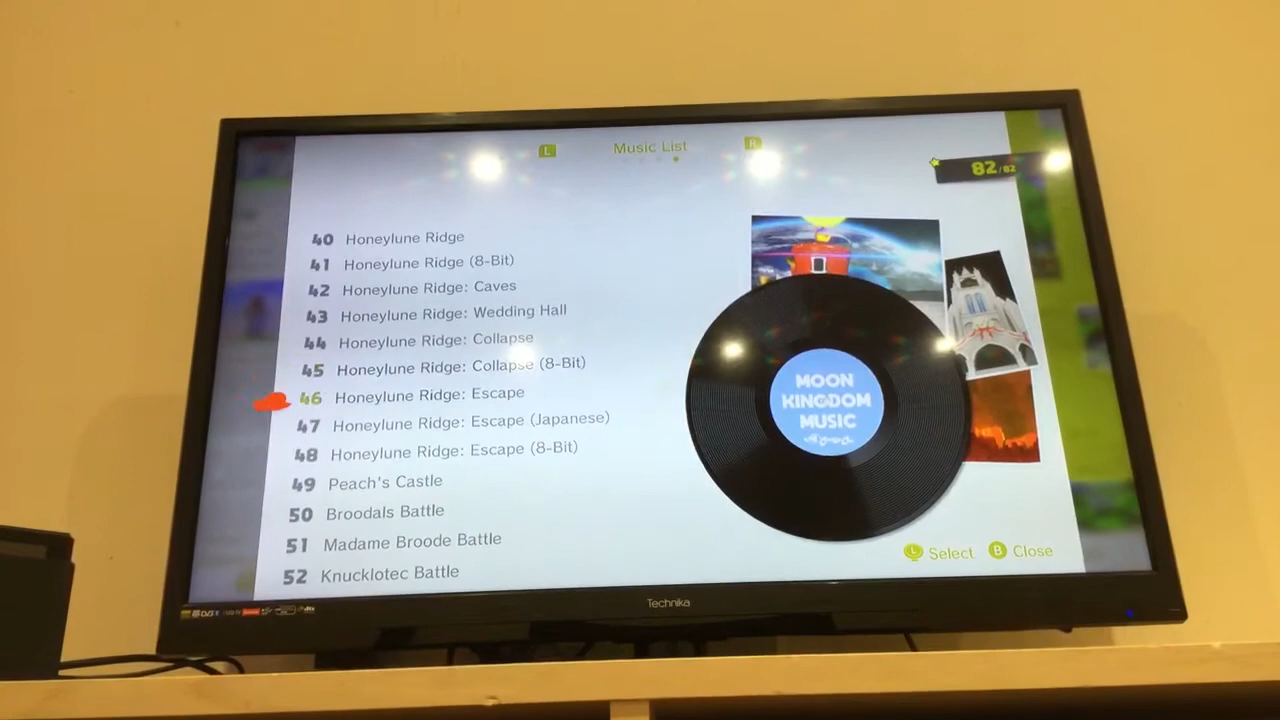 L Music List R
82/82
40 Honeylune Ridge
41 Honeylune Ridge (8-Bit)
42 Honeylune Ridge: Caves
43 Honeylune Ridge: Wedding Hall
44 Honeylune Ridge: Collapse
45 Honeylune Ridge: Collapse (8-Bit)
46 Honeylune Ridge: Escape
47 Honeylune Ridge: Escape (Japanese)
48 Honeylune Ridge: Escape (8-Bit)
49 Peach's Castle
50 Broodals Battle
51 Madame Broode Battle
52 Knucklotec Battle
MOON
KINGDOM
MUSIC
L Select B Close
Technika